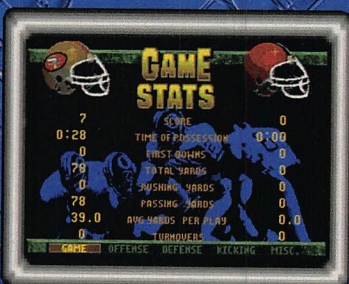 GAME
STATS
7 SCORE 0
0:28 TIME OF POSSESSION 0:00
0 FIRST DOWNS 0
79 TOTAL YARDS 0
0 RUSHING YARDS 0
78 PASSING YARDS 0
39.0 AVG YARDS PER PLAY 0.0
0 TURNOVERS 0
GAME OFFENSE DEFENSE KICKING MISC.